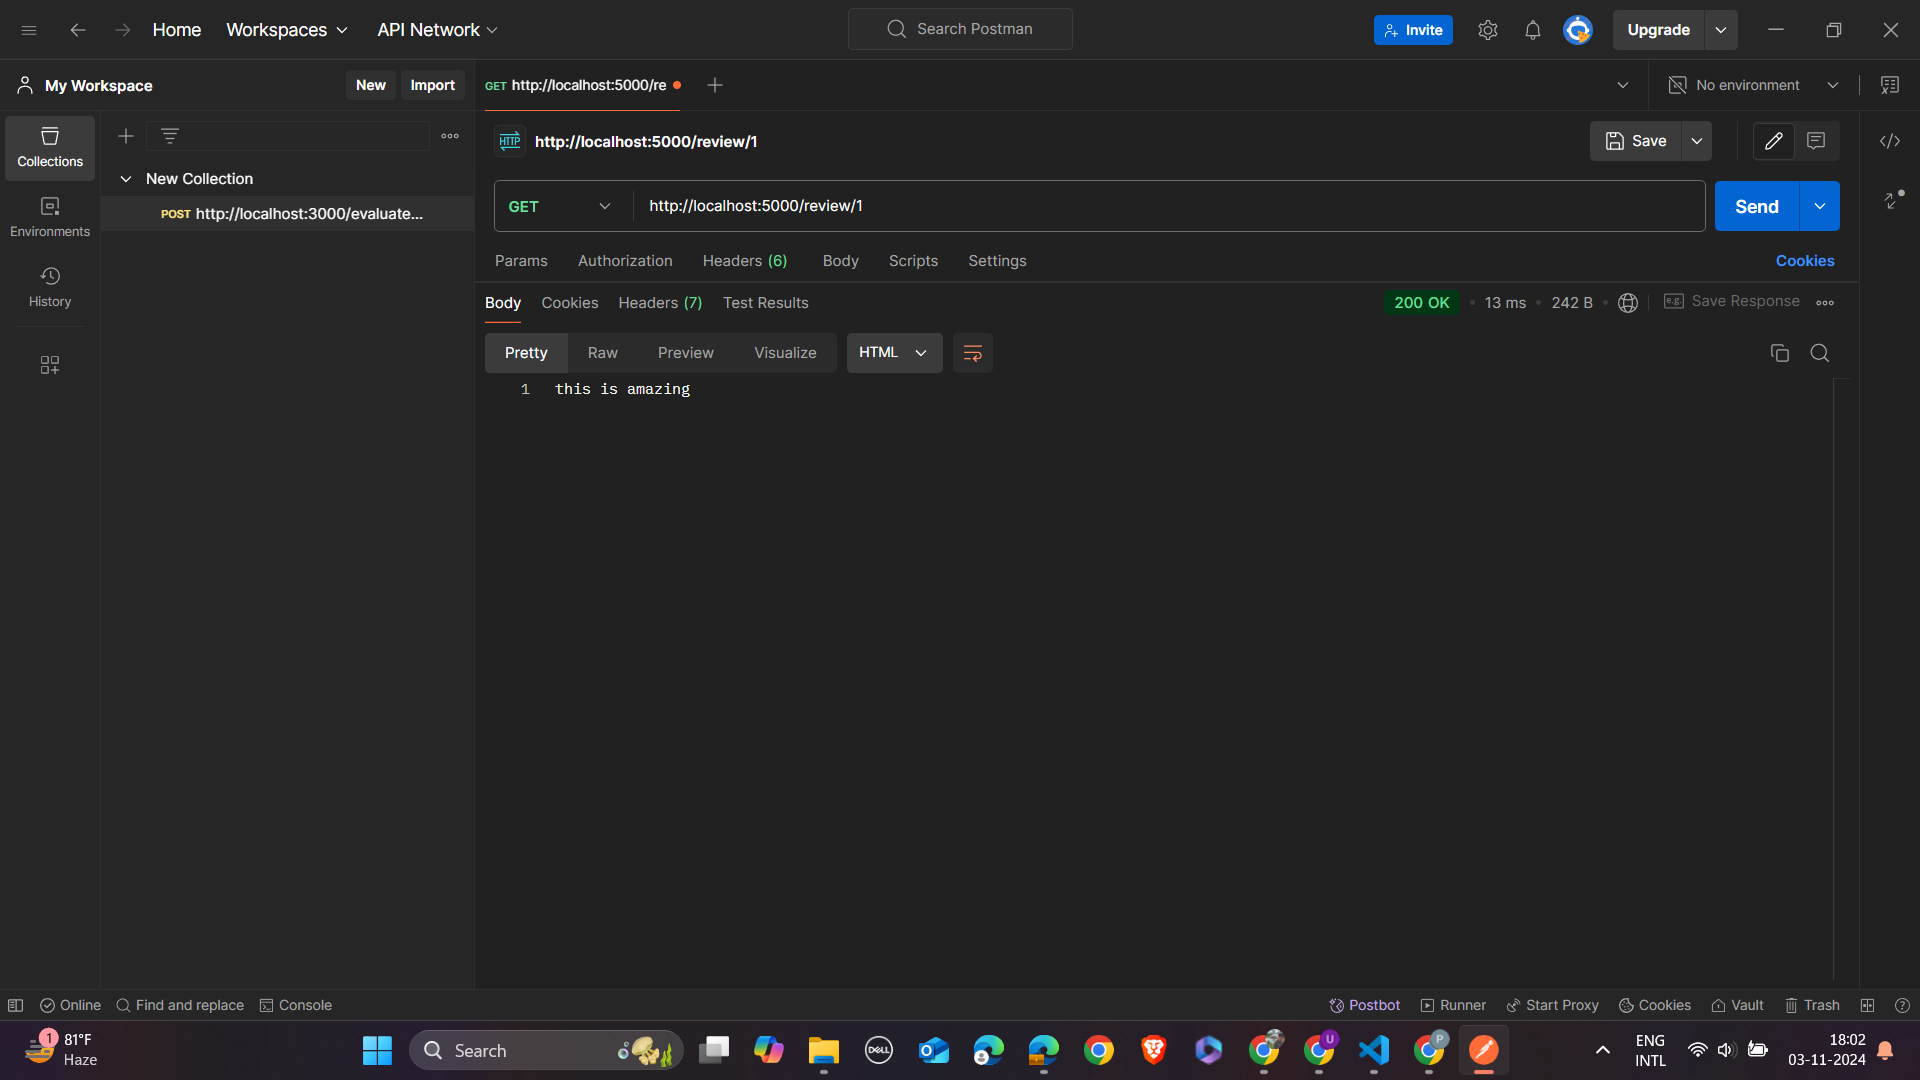 Home Workspaces API Network Search Postman Invite Upgrade
My Workspace New Import GET http://localhost:5000/re No environment
HTTP http://localhost:5000/review/1 Save
Collections
New Collection
POST http://localhost:3000/evaluate...
GET http://localhost:5000/review/1 Send
Environments
Params Authorization Headers (6) Body Scripts Settings Cookies
History
Body Cookies Headers (7) Test Results 200 OK • 13 ms • 242 B • e.g. Save Response
Pretty Raw Preview Visualize HTML
1 this is amazing
Online Find and replace Console Postbot Runner Start Proxy Cookies Vault Trash
1 81°F Search DELL U P ENG 18:02
Haze INTL 03-11-2024